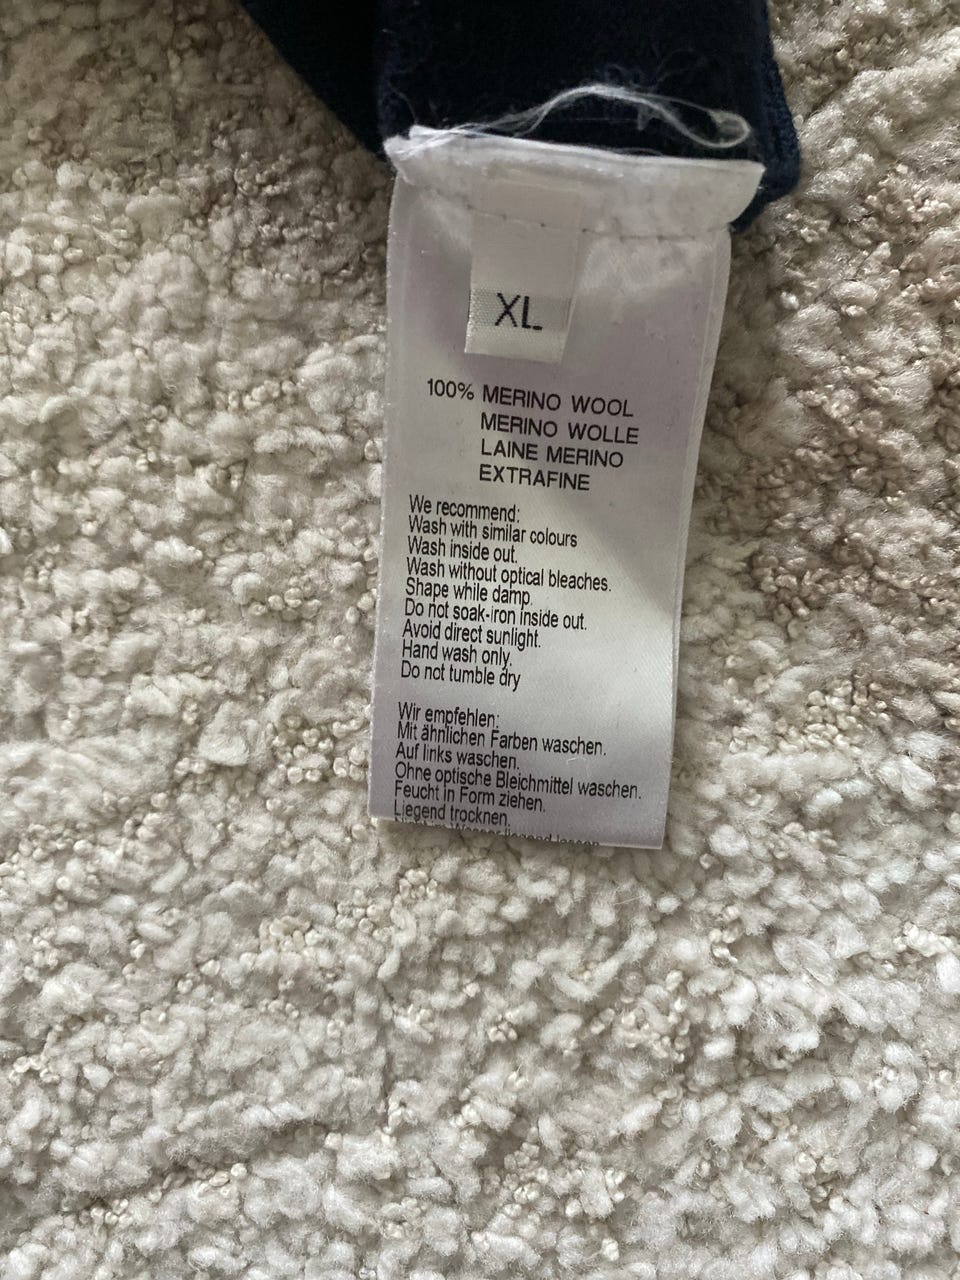 XL
100% MERINO WOOL
MERINO WOLLE
LAINE MERINO
EXTRAFINE
We recommend:
Wash with similar colours
Wash inside out.
Wash without optical bleaches.
Shape while damp.
Do not soak-iron inside out.
Avoid direct sunlight.
Hand wash only.
Do not tumble dry
Wir empfehlen:
Mit ähnlichen Farben waschen.
Auf links waschen.
Ohne optische Bleichmittel waschen.
Feucht in Form ziehen.
Liegend trocknen.
Wasser liegend lassen